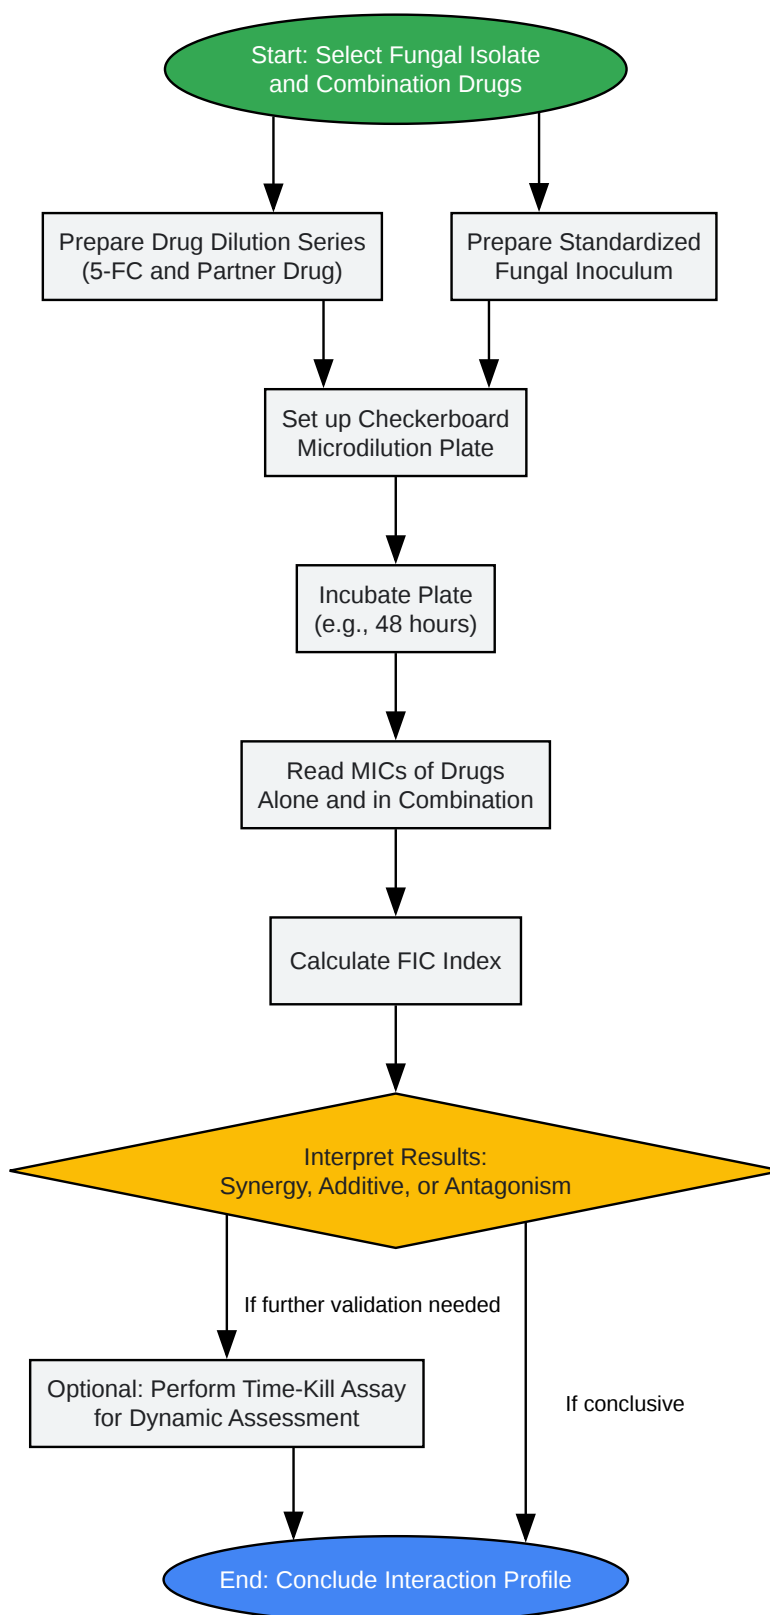 Start: Select Fungal Isolate
and Combination Drugs
Prepare Drug Dilution Series
(5-FC and Partner Drug)
Prepare Standardized
Fungal Inoculum
Set up Checkerboard
Microdilution Plate
Incubate Plate
(e.g., 48 hours)
Read MICs of Drugs
Alone and in Combination
Calculate FIC Index
Interpret Results:
Synergy, Additive, or Antagonism
If further validation needed
Optional: Perform Time-Kill Assay
for Dynamic Assessment
If conclusive
End: Conclude Interaction Profile